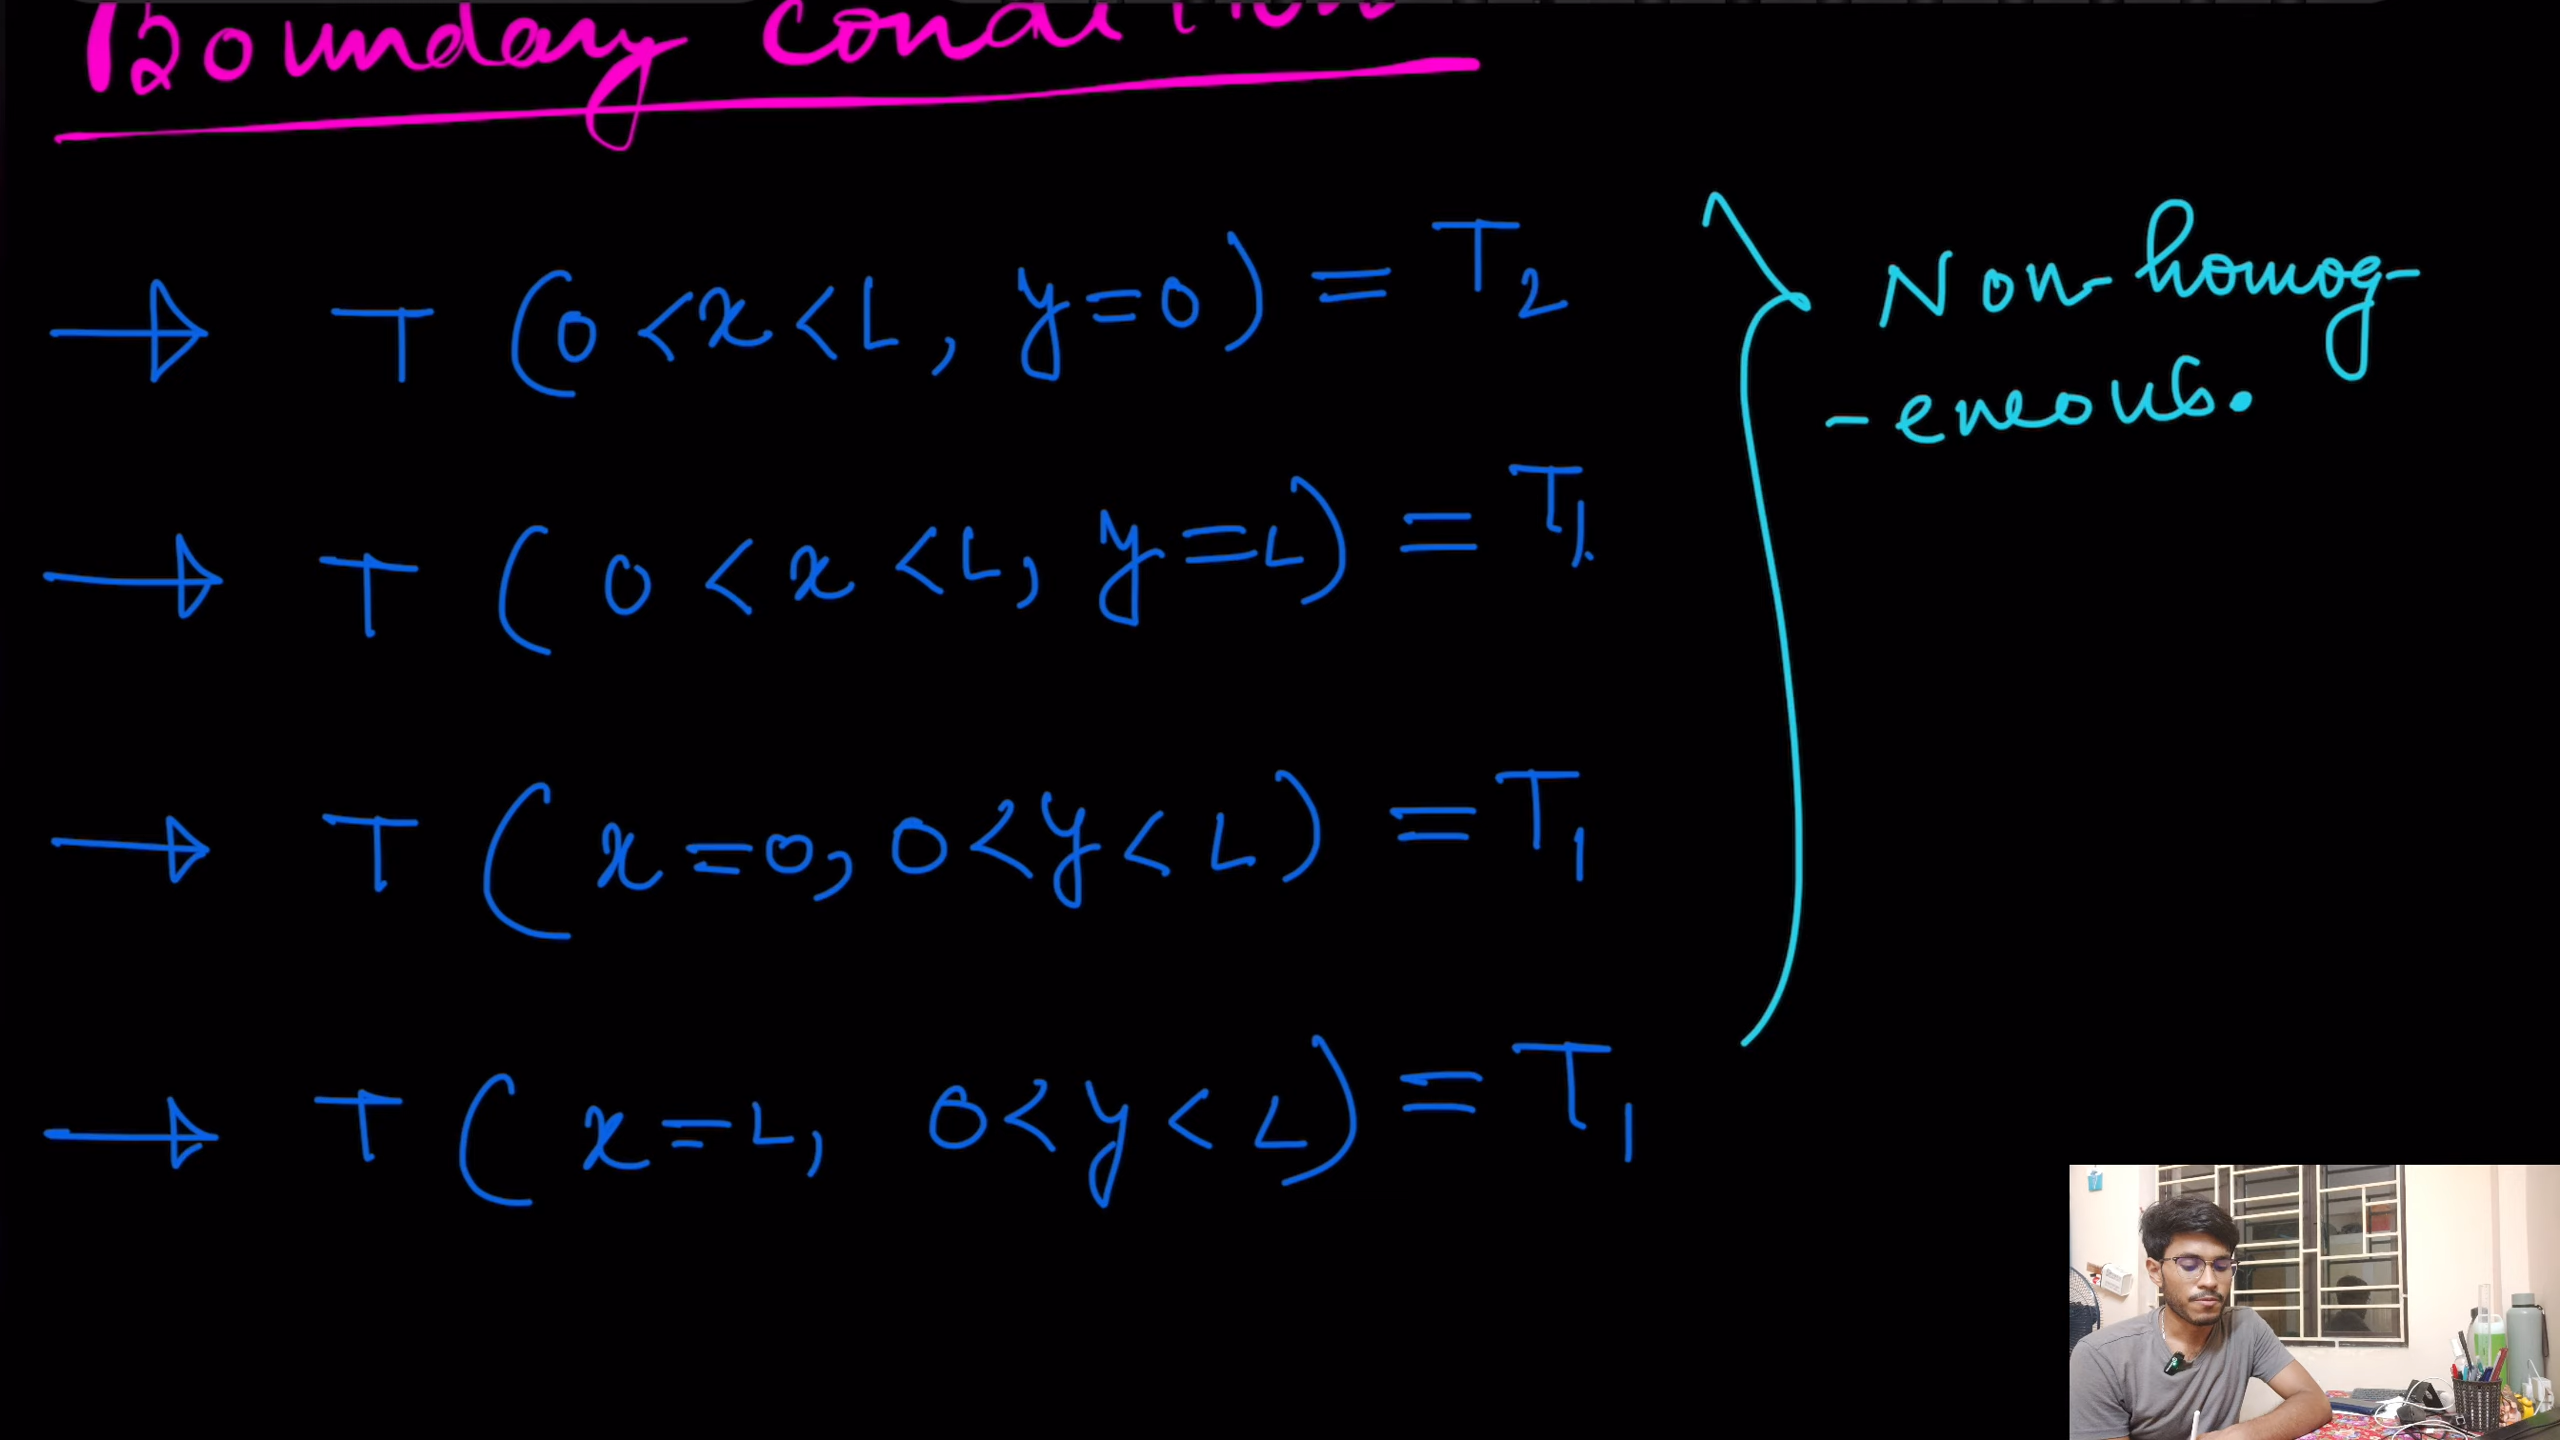 Boundary Condition
→ T (0 < x < L, y = 0) = T₂
Non-homog-
-eneous.
→ T (0 < x < L, y = L) = T₁
→ T (x = 0, 0 < y < L) = T₁
→ T (x = L, 0 < y < L) = T₁